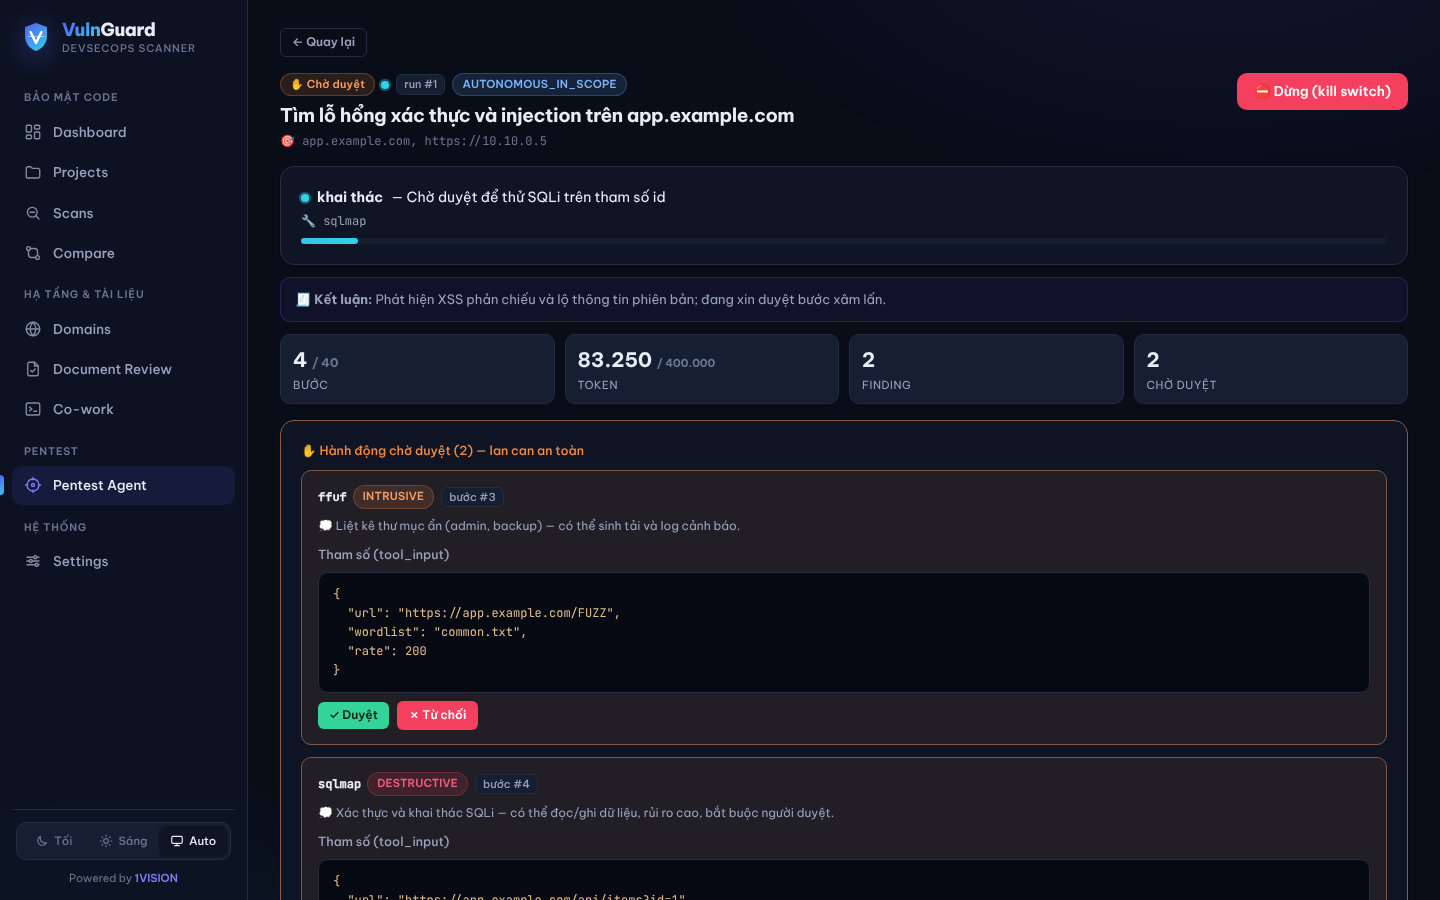 VulnGuard
DEVSECOPS SCANNER
BẢO MẬT CODE
Dashboard
Projects
Scans
Compare
HẠ TẦNG & TÀI LIỆU
Domains
Document Review
Co-work
PENTEST
Pentest Agent
HỆ THỐNG
Settings
Tối
Sáng
Auto
Powered by 1VISION
← Quay lại
✋ Chờ duyệt
run #1
AUTONOMOUS_IN_SCOPE
⛔ Dừng (kill switch)
Tìm lỗ hổng xác thực và injection trên app.example.com
🎯 app.example.com, https://10.10.0.5
khai thác — Chờ duyệt để thử SQLi trên tham số id
🔧 sqlmap
🧾 Kết luận: Phát hiện XSS phản chiếu và lộ thông tin phiên bản; đang xin duyệt bước xâm lấn.
4 / 40
BƯỚC
83.250 / 400.000
TOKEN
2
FINDING
2
CHỜ DUYỆT
✋ Hành động chờ duyệt (2) — lan can an toàn
ffuf INTRUSIVE bước #3
💭 Liệt kê thư mục ẩn (admin, backup) — có thể sinh tải và log cảnh báo.
Tham số (tool_input)
{
"url": "https://app.example.com/FUZZ",
"wordlist": "common.txt",
"rate": 200
}
✓ Duyệt
✕ Từ chối
sqlmap DESTRUCTIVE bước #4
💭 Xác thực và khai thác SQLi — có thể đọc/ghi dữ liệu, rủi ro cao, bắt buộc người duyệt.
Tham số (tool_input)
{
"url": "https://app.example.com/api/items?id=1"